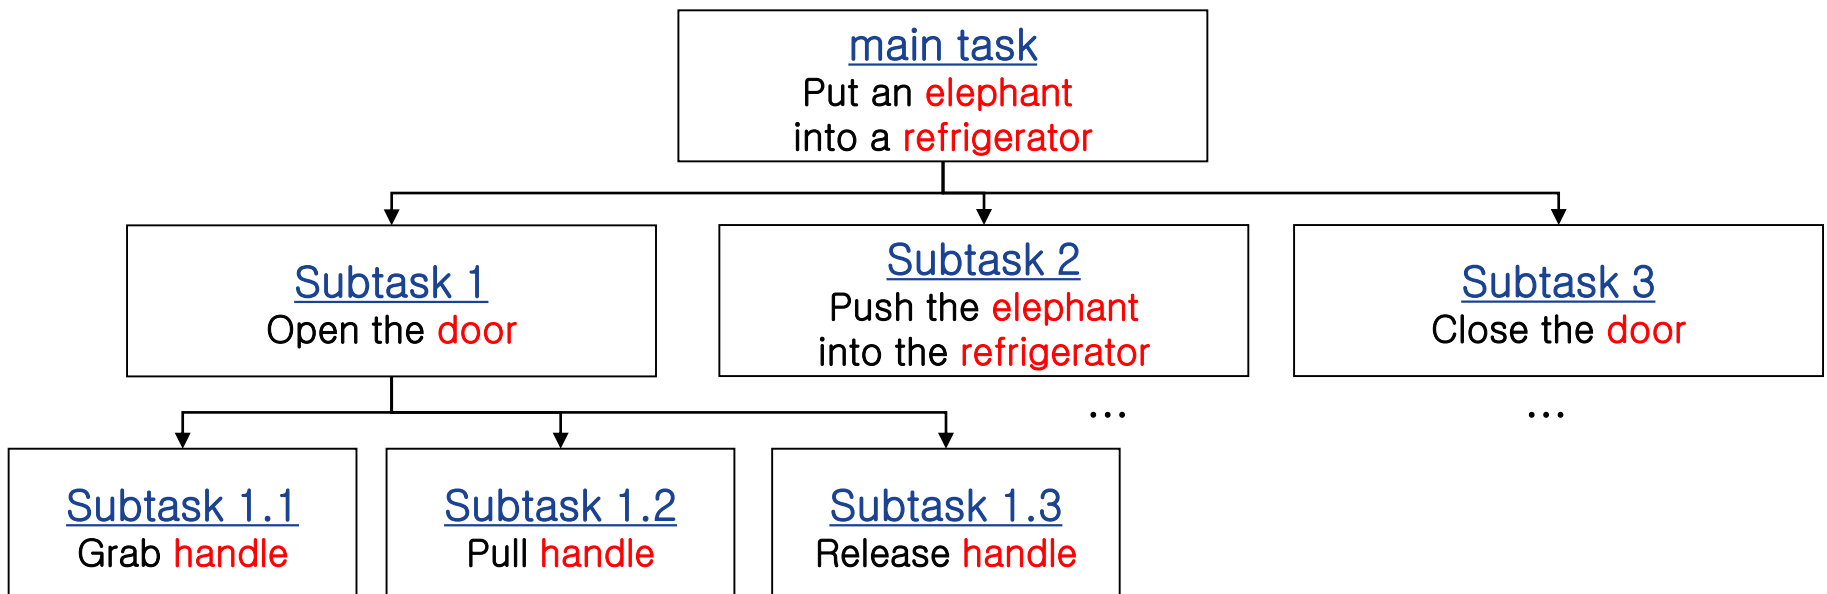 main task
Put an elephant
into a refrigerator
Subtask 1
Open the door
Subtask 2
Push the elephant
into the refrigerator
Subtask 3
Close the door
...
...
Subtask 1.1
Grab handle
Subtask 1.2
Pull handle
Subtask 1.3
Release handle